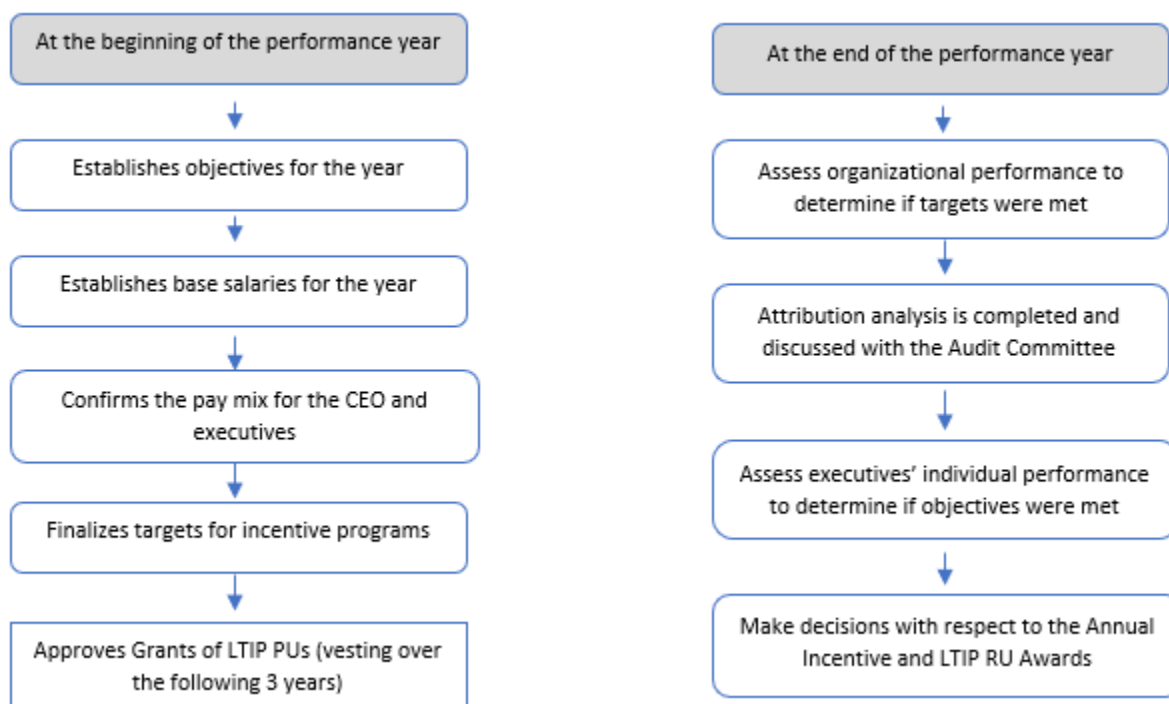 At the beginning of the performance year
Establishes objectives for the year
Establishes base salaries for the year
Confirms the pay mix for the CEO and
executives
Finalizes targets for incentive programs
Approves Grants of LTIP PUs (vesting over
the following 3 years)
At the end of the performance year
Assess organizational performance to
determine if targets were met
Attribution analysis is completed and
discussed with the Audit Committee
Assess executives’ individual performance
to determine if objectives were met
Make decisions with respect to the Annual
Incentive and LTIP RU Awards